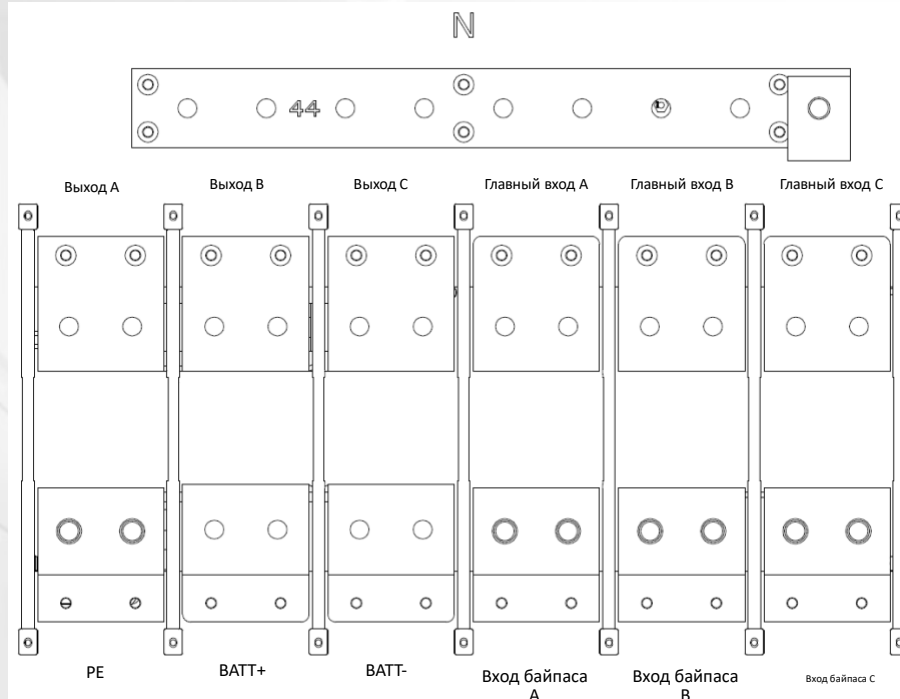 N
44
Выход A
Выход B
Выход C
Главный вход A
Главный вход B
Главный вход C
PE
BATT+
BATT-
Вход байпаса
A
Вход байпаса
B
Вход байпаса C